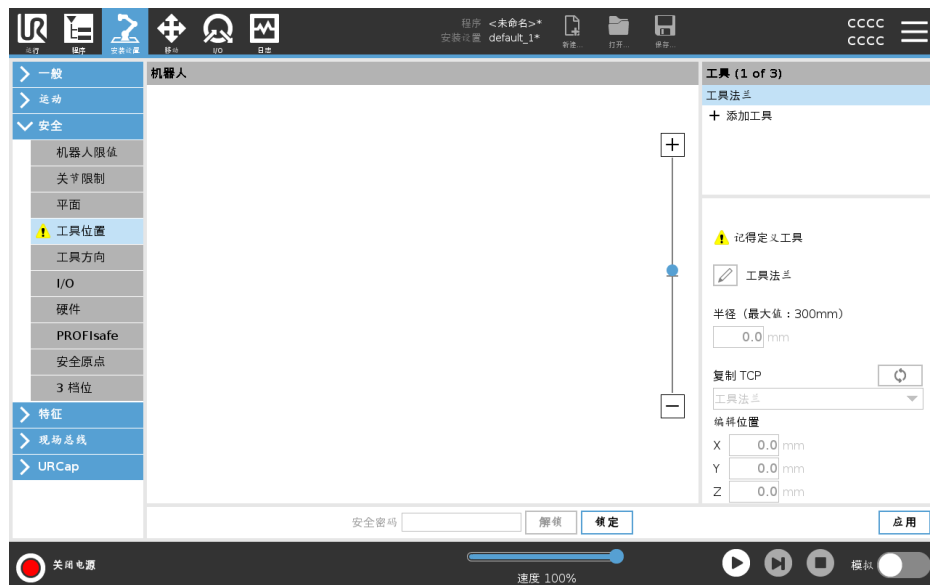 UR
运行
程序
安装设置
移动
I/O
日志
程序 <未命名>*
安装设置 default_1*
新建...
打开...
保存...
cccc
cccc
一般
运动
安全
机器人限值
关节限制
平面
工具位置
工具方向
I/O
硬件
PROFIsafe
安全原点
3 档位
特征
现场总线
URCap
机器人
工具 (1 of 3)
工具法兰
+ 添加工具
记得定义工具
工具法兰
半径（最大值：300mm）
0.0 mm
复制 TCP
工具法兰
编辑位置
X 0.0 mm
Y 0.0 mm
Z 0.0 mm
安全密码
解锁
锁定
应用
关闭电源
速度 100%
模拟